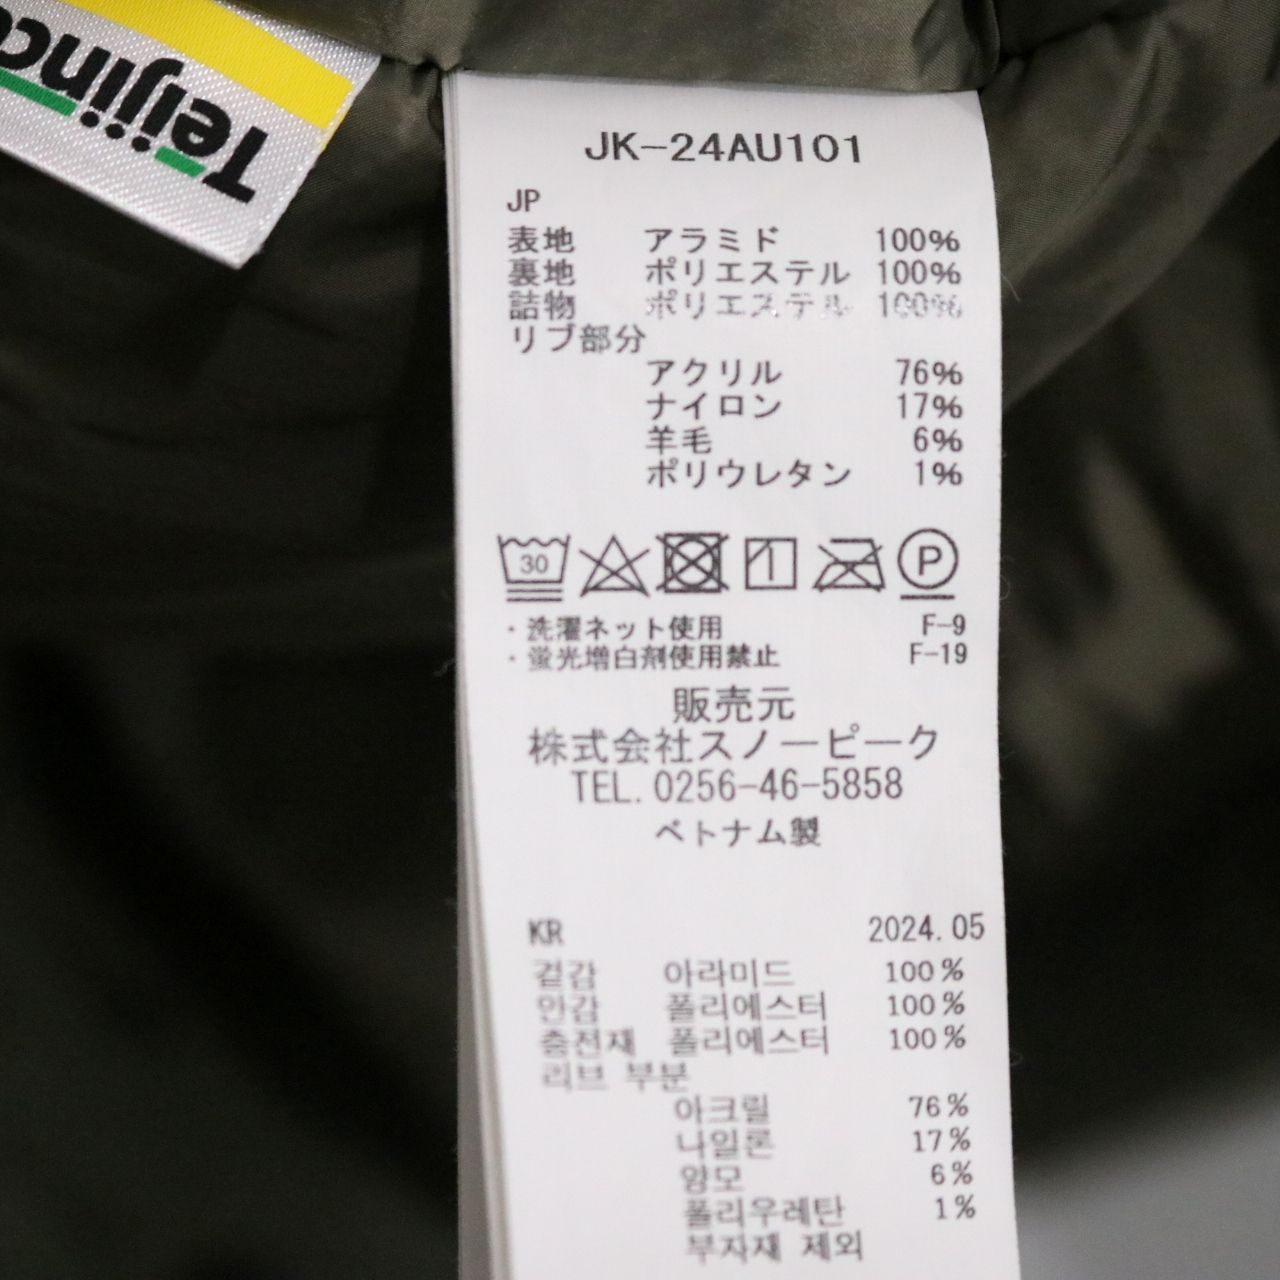 Teijinco
JK-24AU101
JP
表地 アラミド 100%
裏地 ポリエステル 100%
詰物 ポリエステル 100%
リブ部分
アクリル 76%
ナイロン 17%
羊毛 6%
ポリウレタン 1%
30
P
・洗濯ネット使用 F-9
・蛍光増白剤使用禁止 F-19
販売元
株式会社スノーピーク
TEL.0256-46-5858
ベトナム製
KR 2024.05
겉감 아라미드 100%
안감 폴리에스터 100%
충전재 폴리에스터 100%
리브 부분
아크릴 76%
나일론 17%
양모 6%
폴리우레탄 1%
부자재 제외